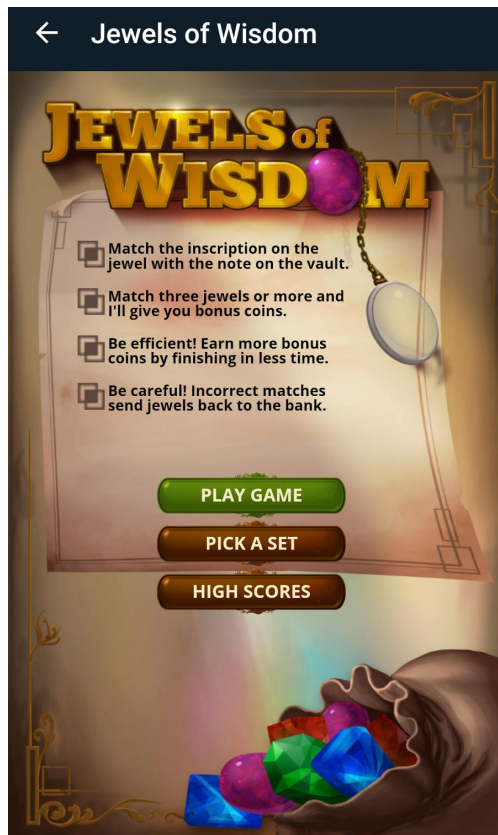 Jewels of Wisdom
JEWELS of
WISDOM
Match the inscription on the
jewel with the note on the vault.
Match three jewels or more and
I'll give you bonus coins.
Be efficient! Earn more bonus
coins by finishing in less time.
Be careful! Incorrect matches
send jewels back to the bank.
PLAY GAME
PICK A SET
HIGH SCORES